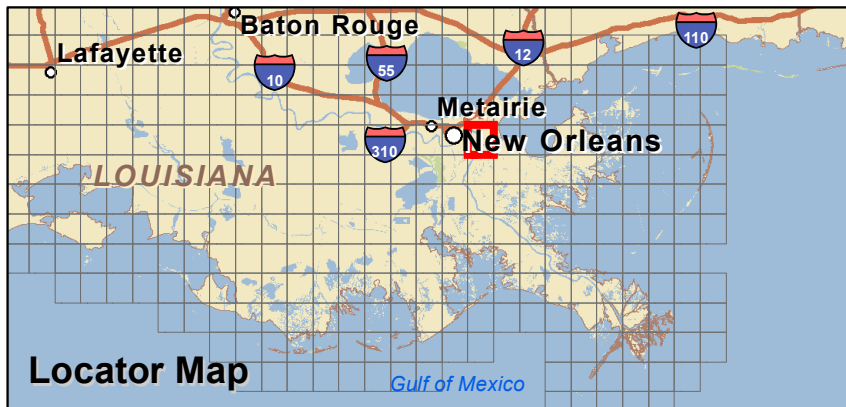 Baton Rouge
Lafayette
10
55
12
110
Metairie
New Orleans
310
LOUISIANA
Locator Map
Gulf of Mexico